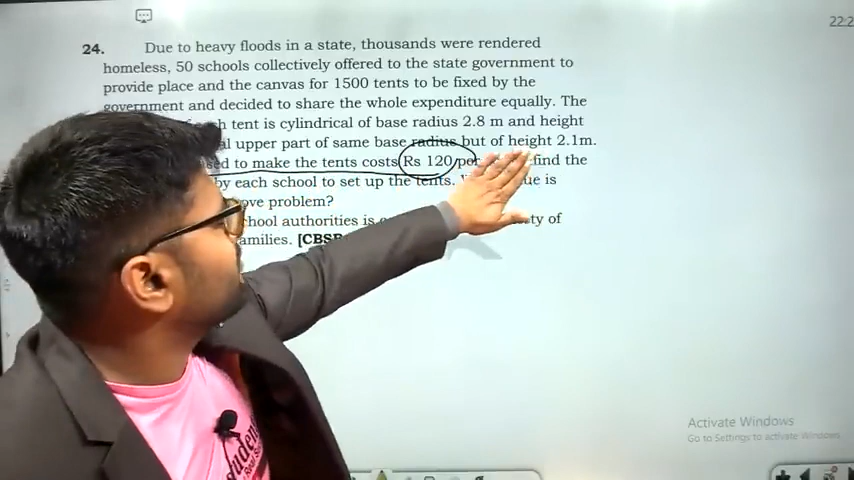 22:2
24. Due to heavy floods in a state, thousands were rendered
homeless, 50 schools collectively offered to the state government to
provide place and the canvas for 1500 tents to be fixed by the
government and decided to share the whole expenditure equally. The
tent is cylindrical of base radius 2.8 m and height
upper part of same base radius but of height 2.1m.
to make the tents costs Rs 120 find the
by each school to set up the tents. is
ove problem?
chool authorities is of
amilies. [CBSE
Activate Windows
Go to Settings to activate Windows.